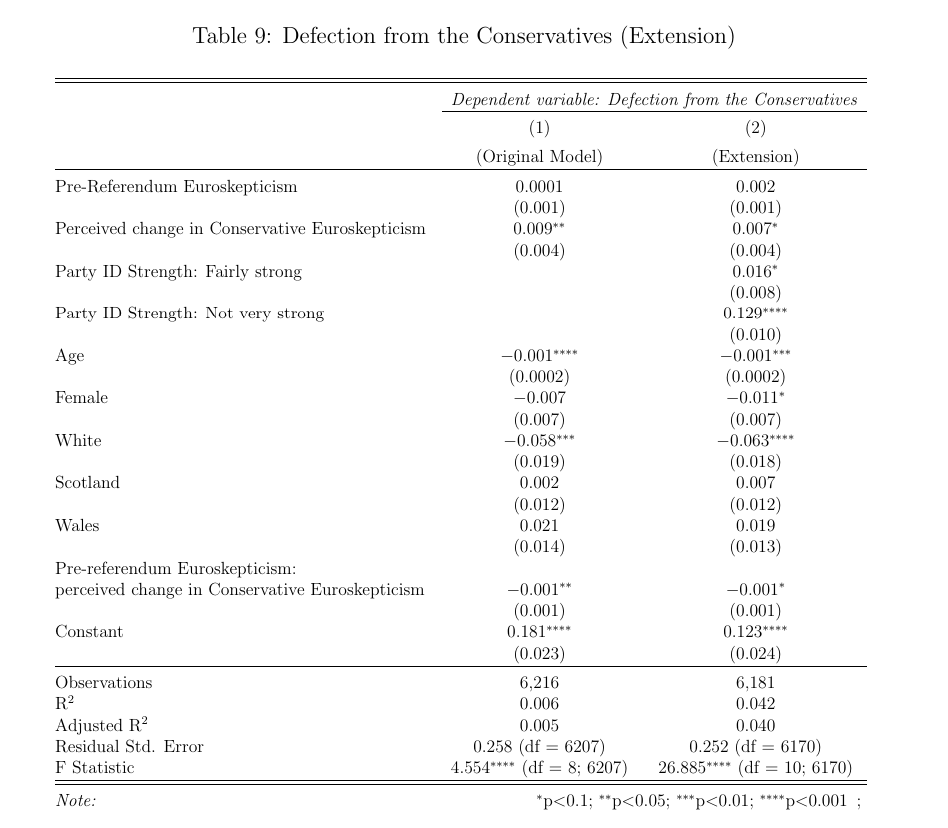 Table 9: Defection from the Conservatives (Extension)
Dependent variable: Defection from the Conservatives
(1) (2)
(Original Model) (Extension)
Pre-Referendum Euroskepticism 0.0001 0.002
(0.001) (0.001)
Perceived change in Conservative Euroskepticism 0.009** 0.007*
(0.004) (0.004)
Party ID Strength: Fairly strong 0.016*
(0.008)
Party ID Strength: Not very strong 0.129****
(0.010)
Age −0.001**** −0.001***
(0.0002) (0.0002)
Female −0.007 −0.011*
(0.007) (0.007)
White −0.058*** −0.063****
(0.019) (0.018)
Scotland 0.002 0.007
(0.012) (0.012)
Wales 0.021 0.019
(0.014) (0.013)
Pre-referendum Euroskepticism:
perceived change in Conservative Euroskepticism −0.001** −0.001*
(0.001) (0.001)
Constant 0.181**** 0.123****
(0.023) (0.024)
Observations 6,216 6,181
R² 0.006 0.042
Adjusted R² 0.005 0.040
Residual Std. Error 0.258 (df = 6207) 0.252 (df = 6170)
F Statistic 4.554**** (df = 8; 6207) 26.885**** (df = 10; 6170)
Note: *p<0.1; **p<0.05; ***p<0.01; ****p<0.001 ;